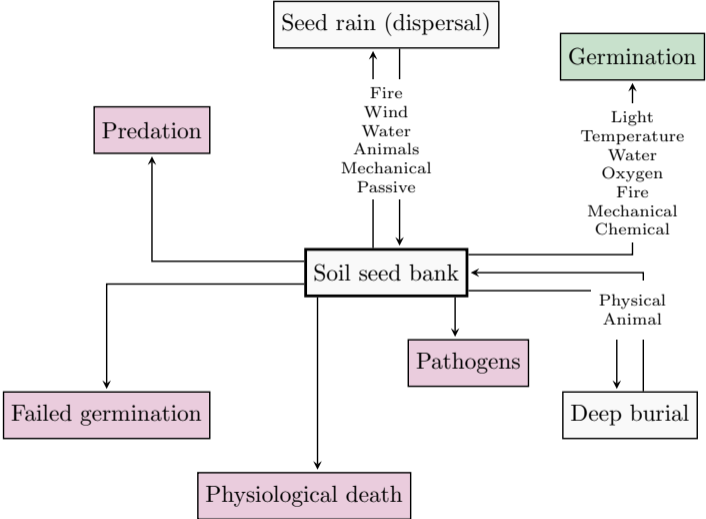 Seed rain (dispersal)
Germination
Fire
Wind
Water
Animals
Mechanical
Passive
Light
Temperature
Water
Oxygen
Fire
Mechanical
Chemical
Predation
Soil seed bank
Physical
Animal
Pathogens
Failed germination
Deep burial
Physiological death